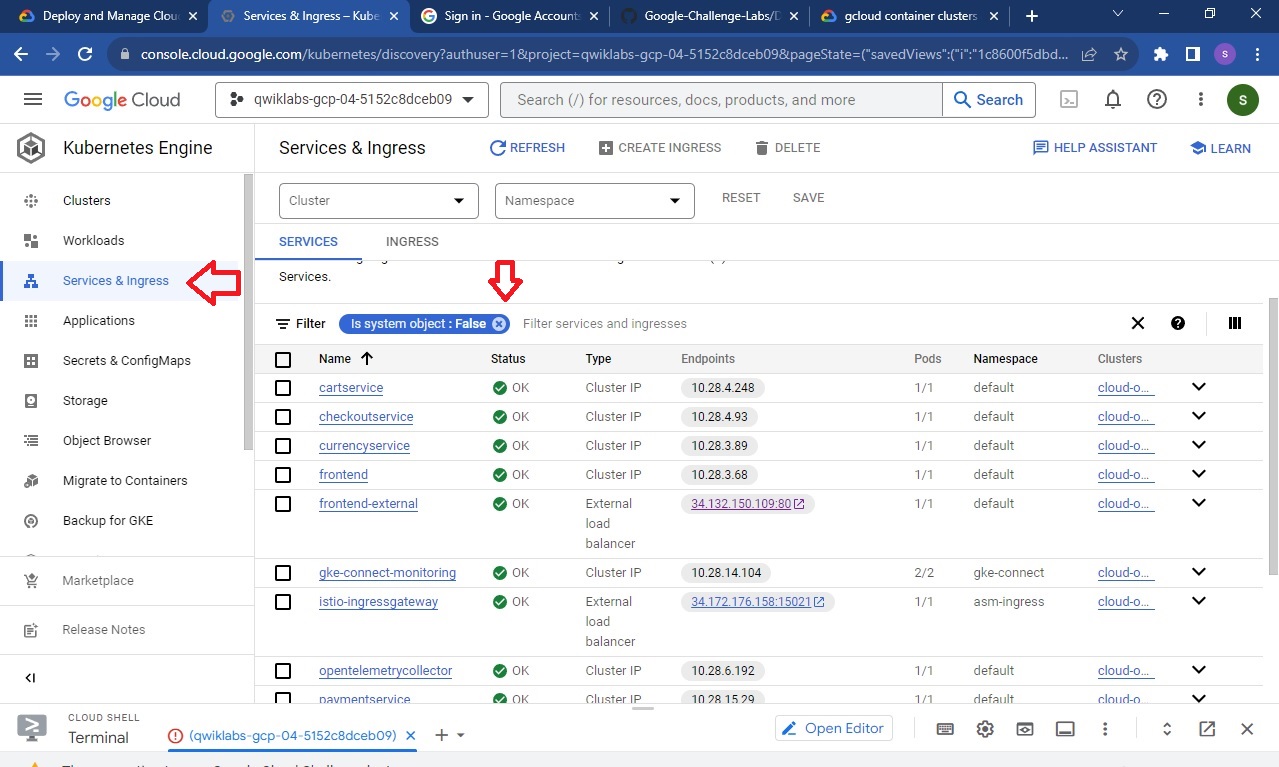 Deploy and Manage Clou
Services & Ingress – Kube
Sign in - Google Accounts
Google-Challenge-Labs/D
gcloud container clusters
console.cloud.google.com/kubernetes/discovery?authuser=1&project=qwiklabs-gcp-04-5152c8dceb09&pageState=("savedViews":("i":"1c8600f5dbd...
S
Google Cloud
qwiklabs-gcp-04-5152c8dceb09
Search (/) for resources, docs, products, and more
Search
S
Kubernetes Engine
Services & Ingress
REFRESH
CREATE INGRESS
DELETE
HELP ASSISTANT
LEARN
Clusters
Workloads
Services & Ingress
Applications
Secrets & ConfigMaps
Storage
Object Browser
Migrate to Containers
Backup for GKE
Marketplace
Release Notes
Cluster
Namespace
RESET
SAVE
SERVICES
INGRESS
Services.
Filter
Is system object : False
Filter services and ingresses
Name Status Type Endpoints Pods Namespace Clusters
cartservice OK Cluster IP 10.28.4.248 1/1 default cloud-o...
checkoutservice OK Cluster IP 10.28.4.93 1/1 default cloud-o...
currencyservice OK Cluster IP 10.28.3.89 1/1 default cloud-o...
frontend OK Cluster IP 10.28.3.68 1/1 default cloud-o...
frontend-external OK External 34.132.150.109:80 1/1 default cloud-o...
load
balancer
gke-connect-monitoring OK Cluster IP 10.28.14.104 2/2 gke-connect cloud-o...
istio-ingressgateway OK External 34.172.176.158:15021 1/1 asm-ingress cloud-o...
load
balancer
opentelemetrycollector OK Cluster IP 10.28.6.192 1/1 default cloud-o...
paymentservice OK Cluster IP 10.28.15.29 1/1 default cloud-o...
CLOUD SHELL
Terminal
(qwiklabs-gcp-04-5152c8dceb09)
Open Editor